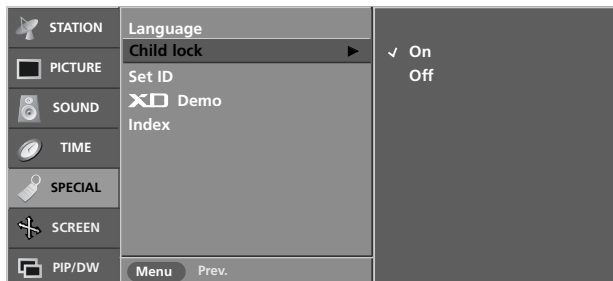 STATION
PICTURE
SOUND
TIME
SPECIAL
SCREEN
PIP/DW
Language
Child lock
Set ID
XD Demo
Index
Menu Prev.
On
Off